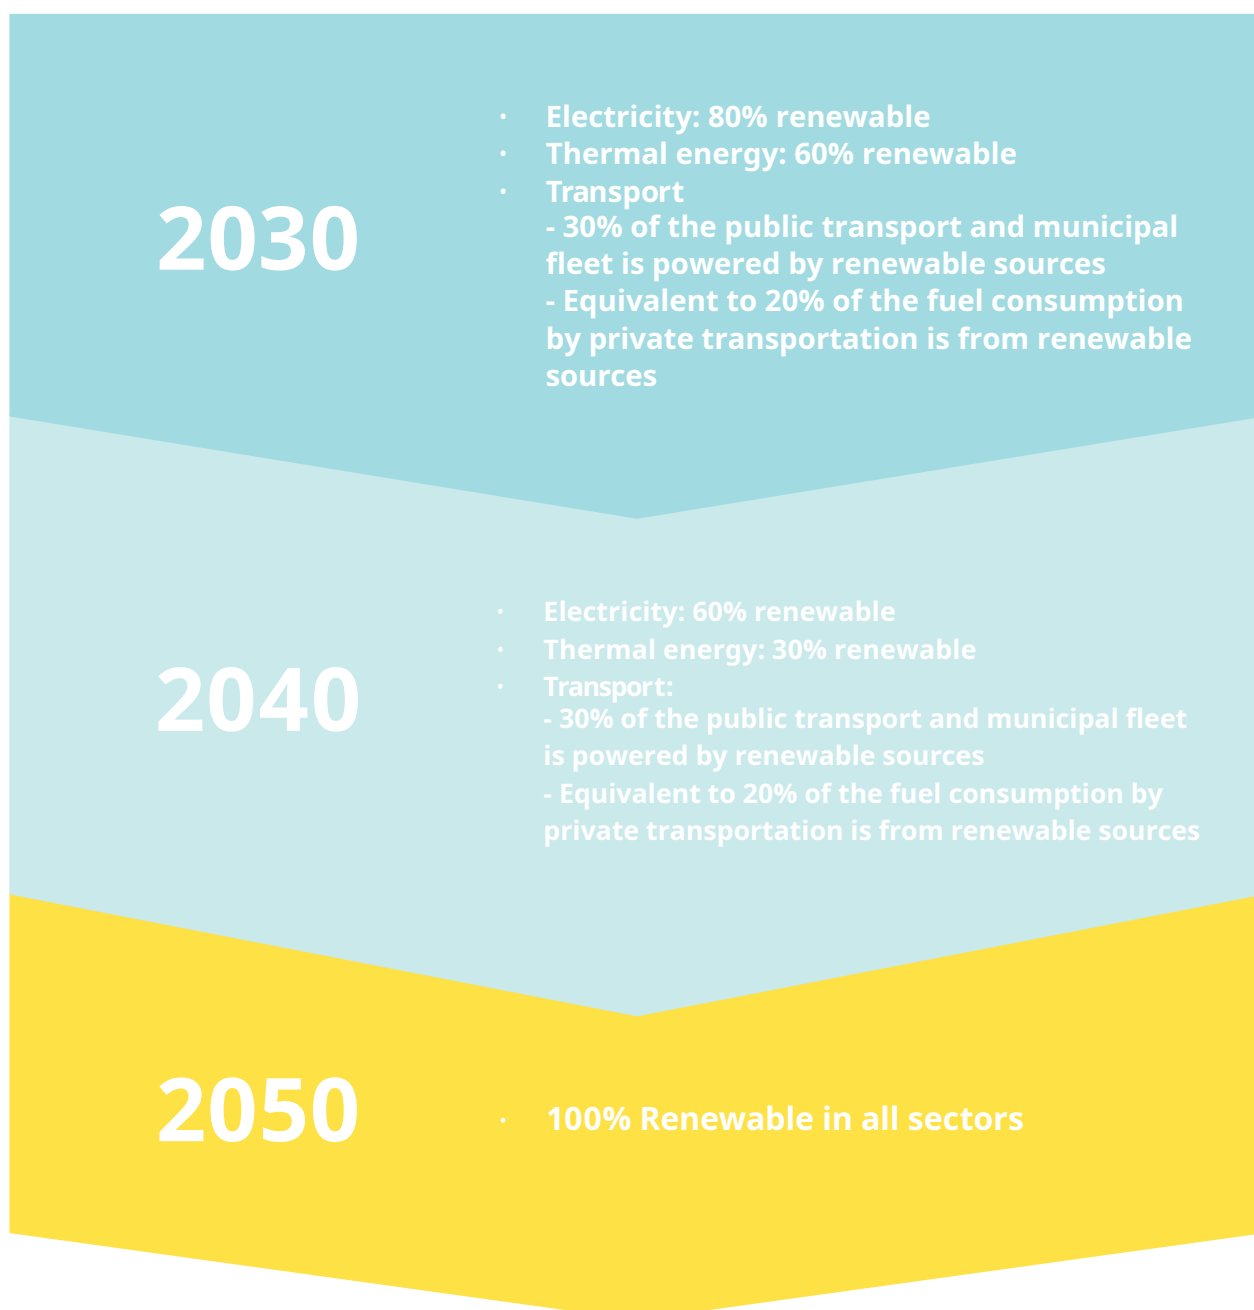 2030
· Electricity: 80% renewable
· Thermal energy: 60% renewable
· Transport
- 30% of the public transport and municipal
fleet is powered by renewable sources
- Equivalent to 20% of the fuel consumption
by private transportation is from renewable
sources
2040
· Electricity: 60% renewable
· Thermal energy: 30% renewable
· Transport:
- 30% of the public transport and municipal fleet
is powered by renewable sources
- Equivalent to 20% of the fuel consumption by
private transportation is from renewable sources
2050
· 100% Renewable in all sectors